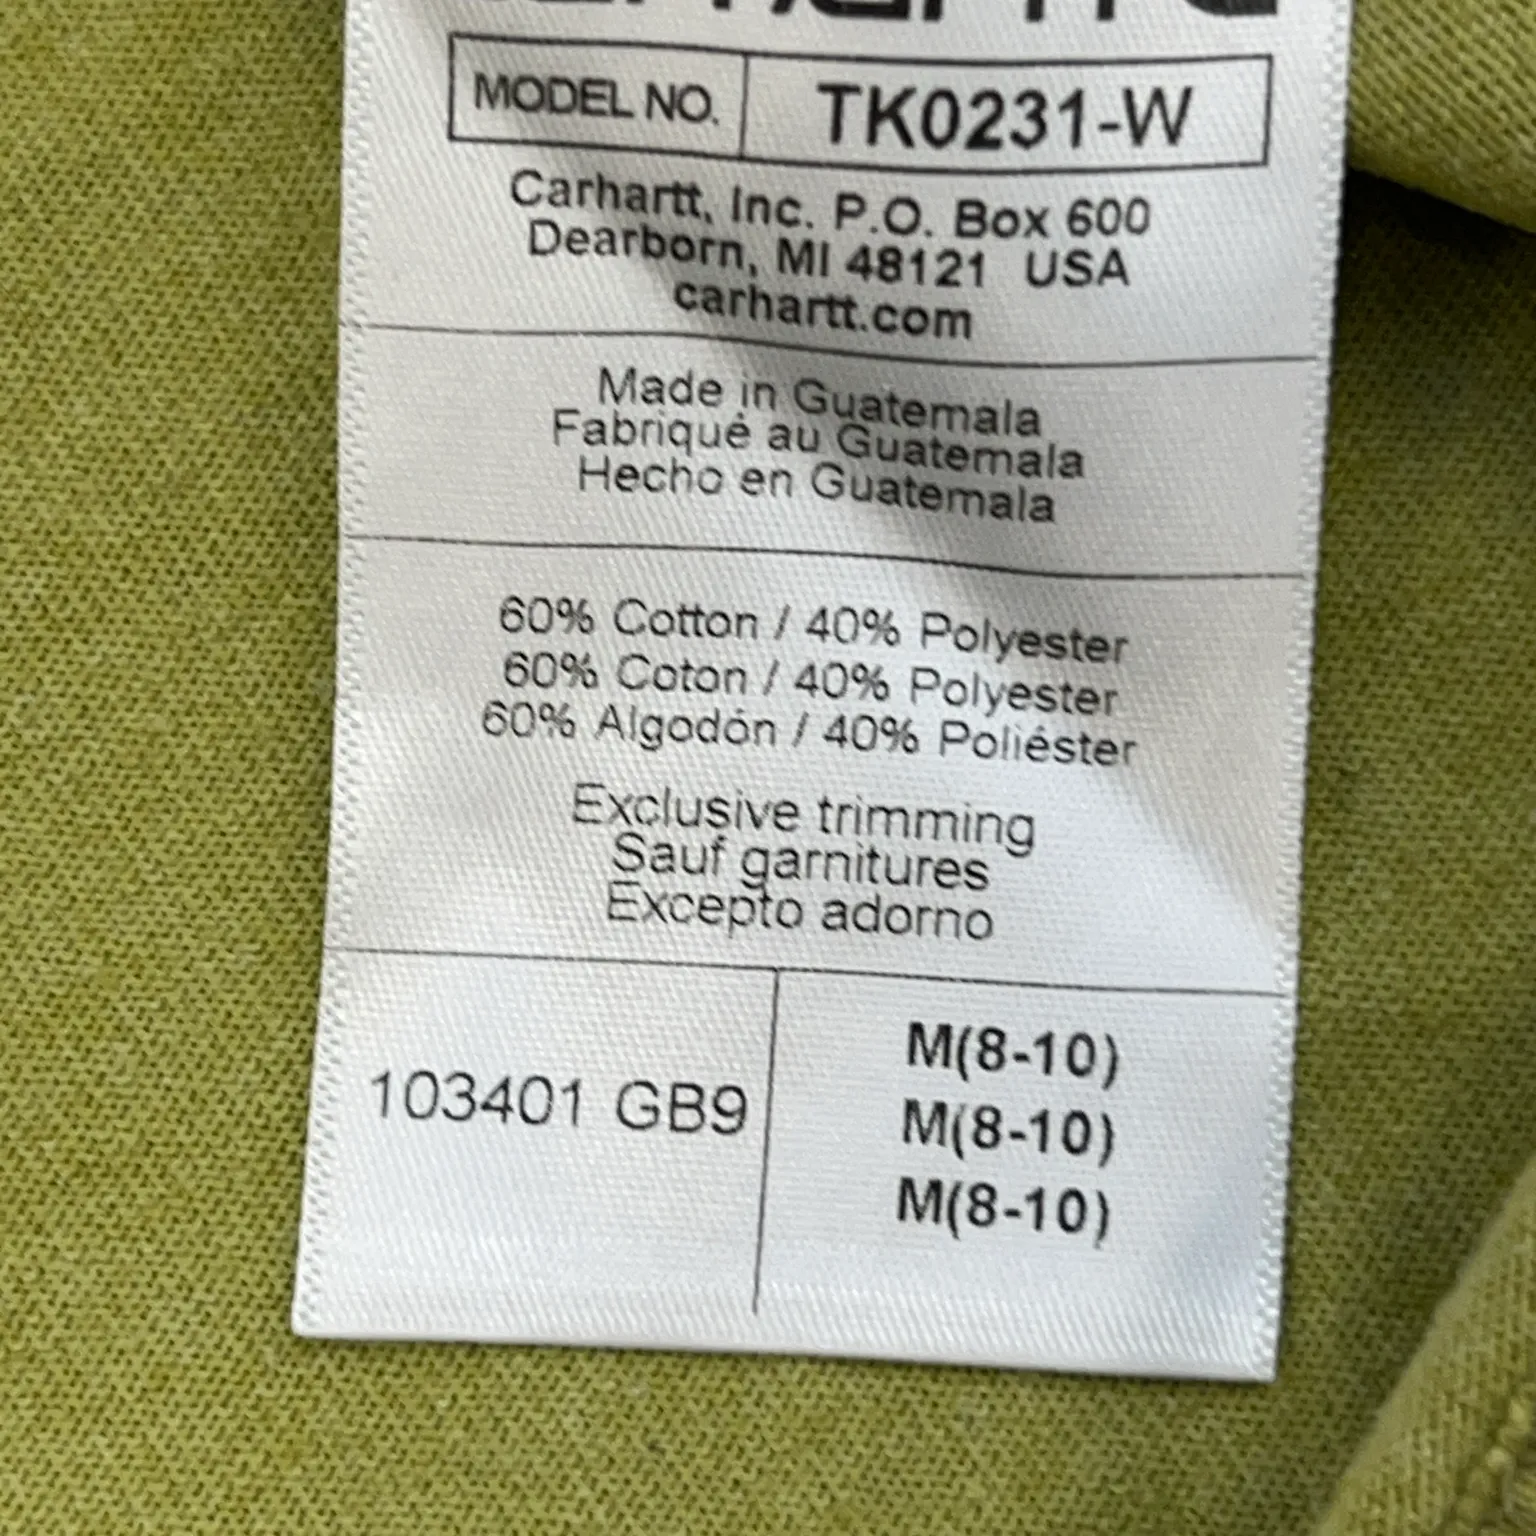 MODEL NO. TK0231-W
Carhartt, Inc. P.O. Box 600
Dearborn, MI 48121 USA
carhartt.com
Made in Guatemala
Fabriqué au Guatemala
Hecho en Guatemala
60% Cotton / 40% Polyester
60% Coton / 40% Polyester
60% Algodón / 40% Poliéster
Exclusive trimming
Sauf garnitures
Excepto adorno
103401 GB9
M(8-10)
M(8-10)
M(8-10)